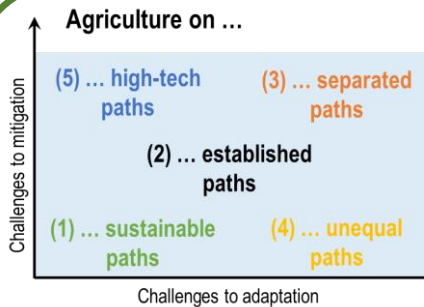 Agriculture on ...
Challenges to mitigation
(5) ... high-tech
paths
(3) ... separated
paths
(2) ... established
paths
(1) ... sustainable
paths
(4) ... unequal
paths
Challenges to adaptation